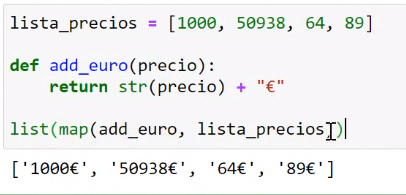 lista_precios = [1000, 50938, 64, 89]
def add_euro(precio):
    return str(precio) + "€"
list(map(add_euro, lista_precios))
['1000€', '50938€', '64€', '89€']